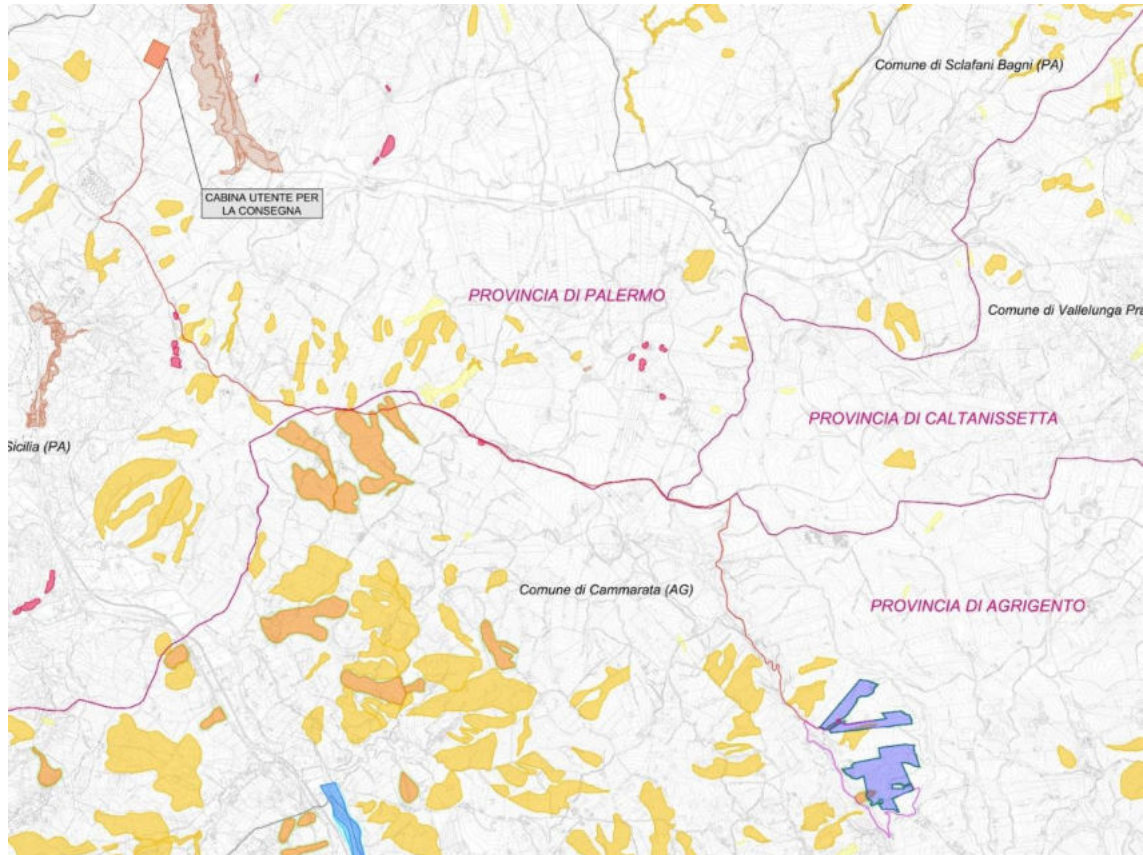 Comune di Sclafani Bagni (PA)
CABINA UTENTE PER
LA CONSEGNA
PROVINCIA DI PALERMO
Comune di Vallelunga Pra
PROVINCIA DI CALTANISSETTA
Sicilia (PA)
Comune di Cammarata (AG)
PROVINCIA DI AGRIGENTO